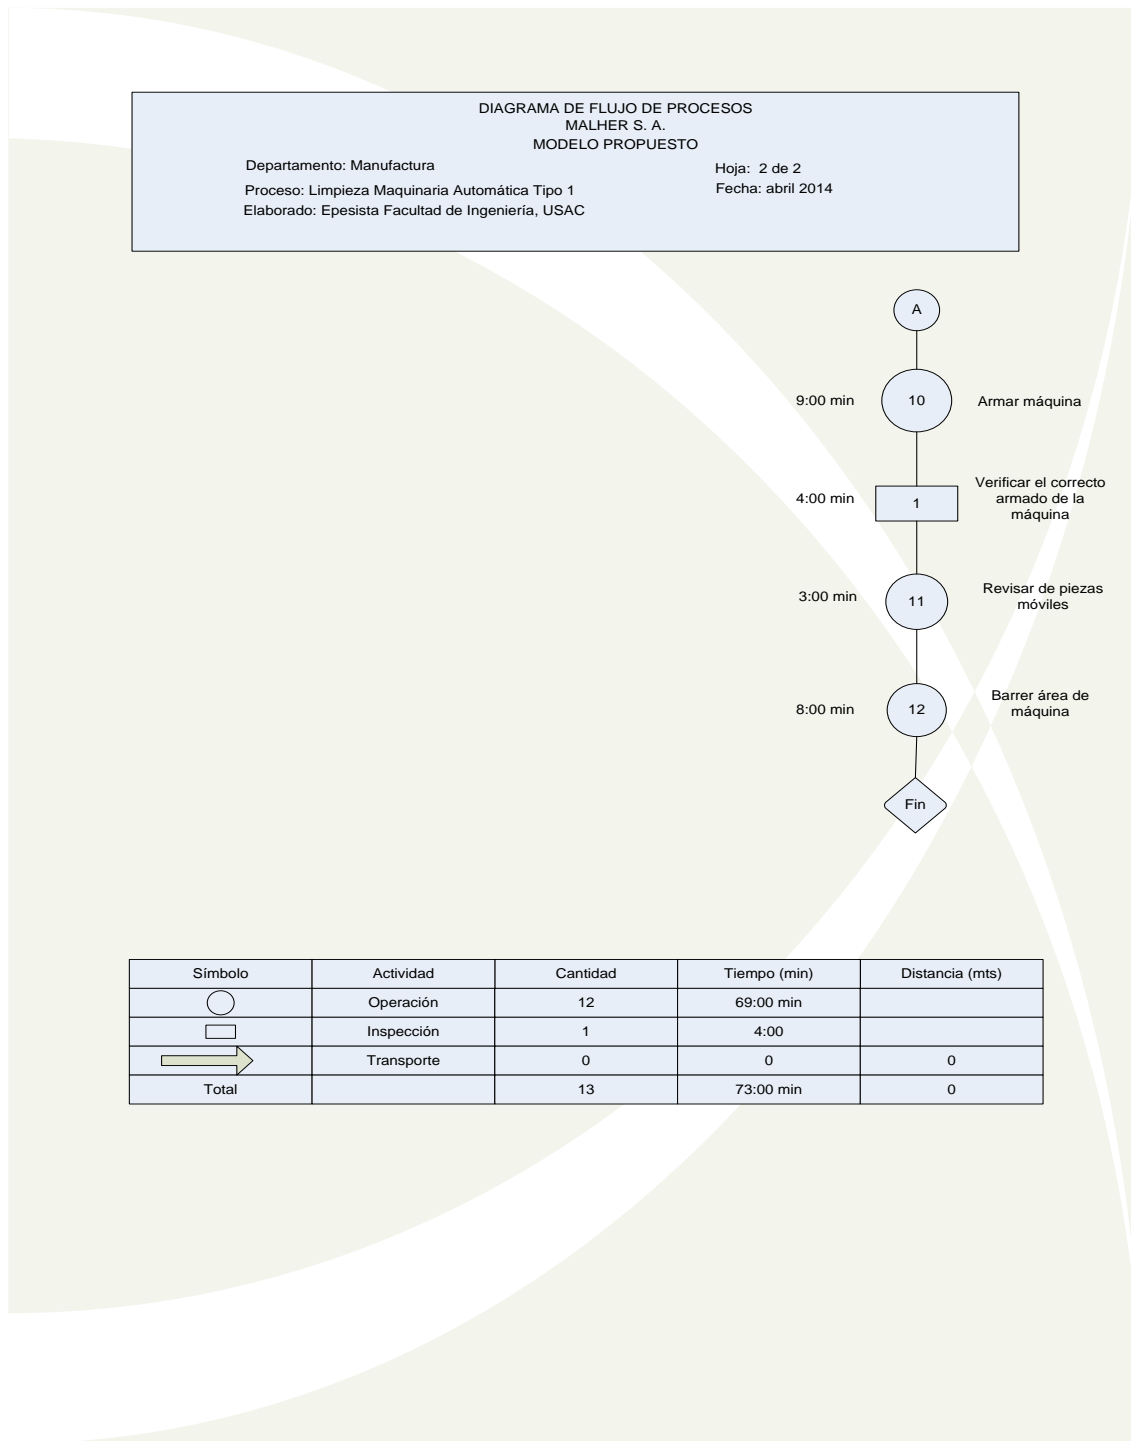 DIAGRAMA DE FLUJO DE PROCESOS
MALHER S. A.
MODELO PROPUESTO
Departamento: Manufactura
Hoja: 2 de 2
Proceso: Limpieza Maquinaria Automática Tipo 1
Fecha: abril 2014
Elaborado: Epesista Facultad de Ingeniería, USAC
A
9:00 min
10
Armar máquina
4:00 min
1
Verificar el correcto
armado de la
máquina
3:00 min
11
Revisar de piezas
móviles
8:00 min
12
Barrer área de
máquina
Fin
Símbolo Actividad Cantidad Tiempo (min) Distancia (mts)
Operación 12 69:00 min
Inspección 1 4:00
Transporte 0 0 0
Total 13 73:00 min 0